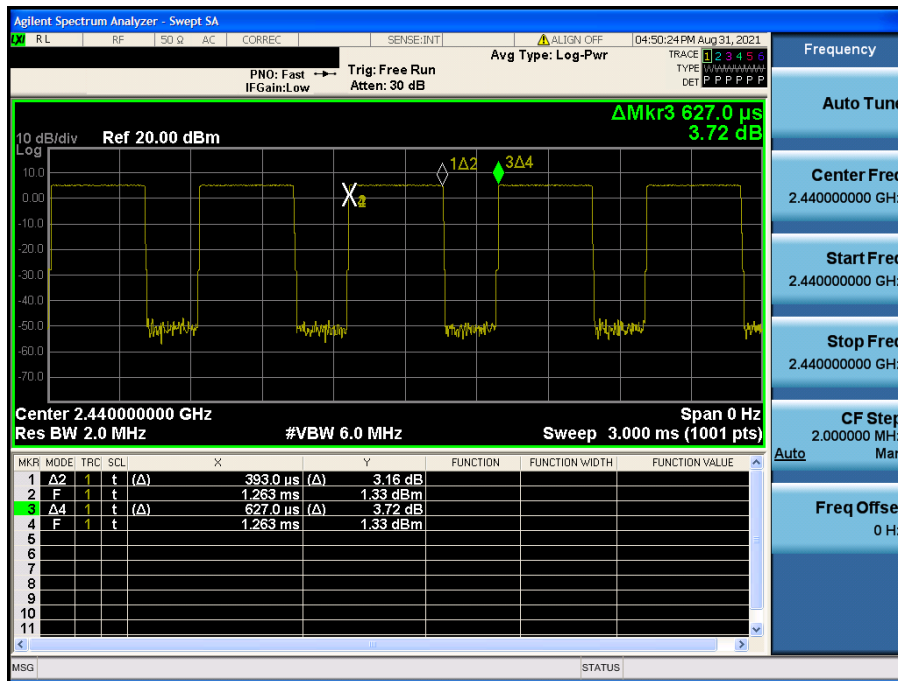 Agilent Spectrum Analyzer - Swept SA
LXI RL RF 50 Ω AC CORREC SENSE:INT ALIGN OFF 04:50:24 PM Aug 31, 2021
Frequency
Avg Type: Log-Pwr TRACE 1 2 3 4 5 6
PNO: Fast Trig: Free Run TYPE
IFGain:Low Atten: 30 dB DET P P P P P P
Auto Tune
ΔMkr3 627.0 µs
3.72 dB
10 dB/div Ref 20.00 dBm
Log
1Δ2 3Δ4
10.0
0.00
-10.0
-20.0
-30.0
-40.0
-50.0
-60.0
-70.0
X
Center Freq
2.440000000 GHz
Start Freq
2.440000000 GHz
Stop Freq
2.440000000 GHz
Center 2.440000000 GHz Span 0 Hz
Res BW 2.0 MHz #VBW 6.0 MHz Sweep 3.000 ms (1001 pts)
CF Step
2.000000 MHz
Auto Man
MKR MODE TRC SCL X Y FUNCTION FUNCTION WIDTH FUNCTION VALUE
1 Δ2 1 t (Δ) 393.0 µs (Δ) 3.16 dB
2 F 1 t 1.263 ms 1.33 dBm
3 Δ4 1 t (Δ) 627.0 µs (Δ) 3.72 dB
4 F 1 t 1.263 ms 1.33 dBm
5
6
7
8
9
10
11
Freq Offset
0 Hz
MSG STATUS